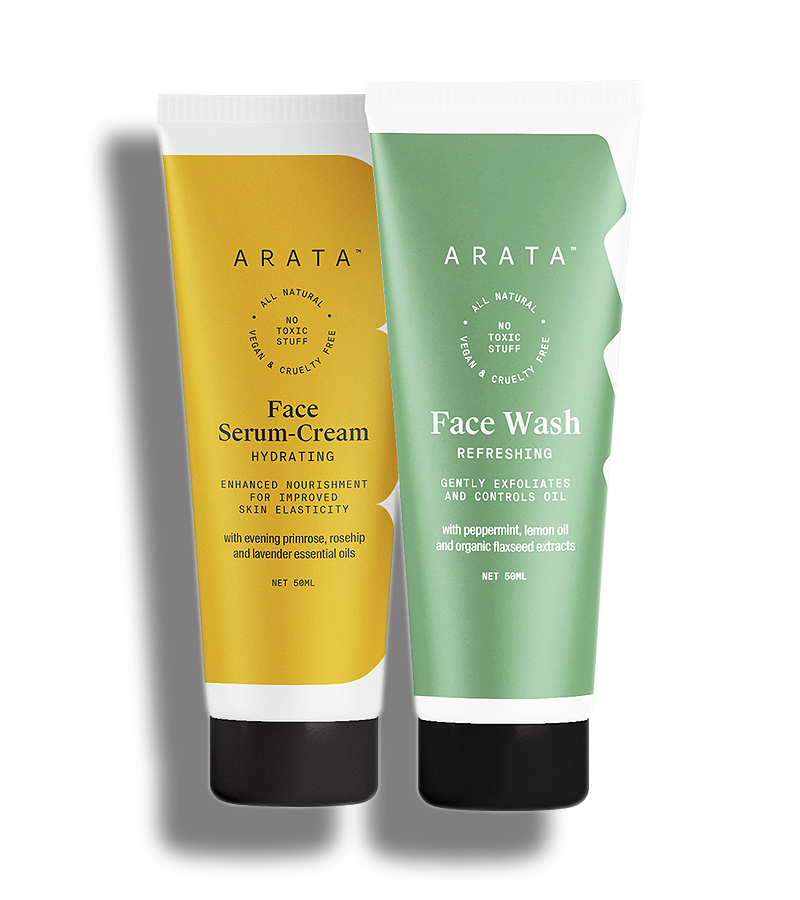 ARATA™
ALL NATURAL
NO
TOXIC
STUFF
VEGAN & CRUELTY FREE
Face
Serum-Cream
HYDRATING
ENHANCED NOURISHMENT
FOR IMPROVED
SKIN ELASTICITY
with evening primrose, rosehip
and lavender essential oils
NET 50ML
ARATA™
ALL NATURAL
NO
TOXIC
STUFF
VEGAN & CRUELTY FREE
Face Wash
REFRESHING
GENTLY EXFOLIATES
AND CONTROLS OIL
with peppermint, lemon oil
and organic flaxseed extracts
NET 50ML